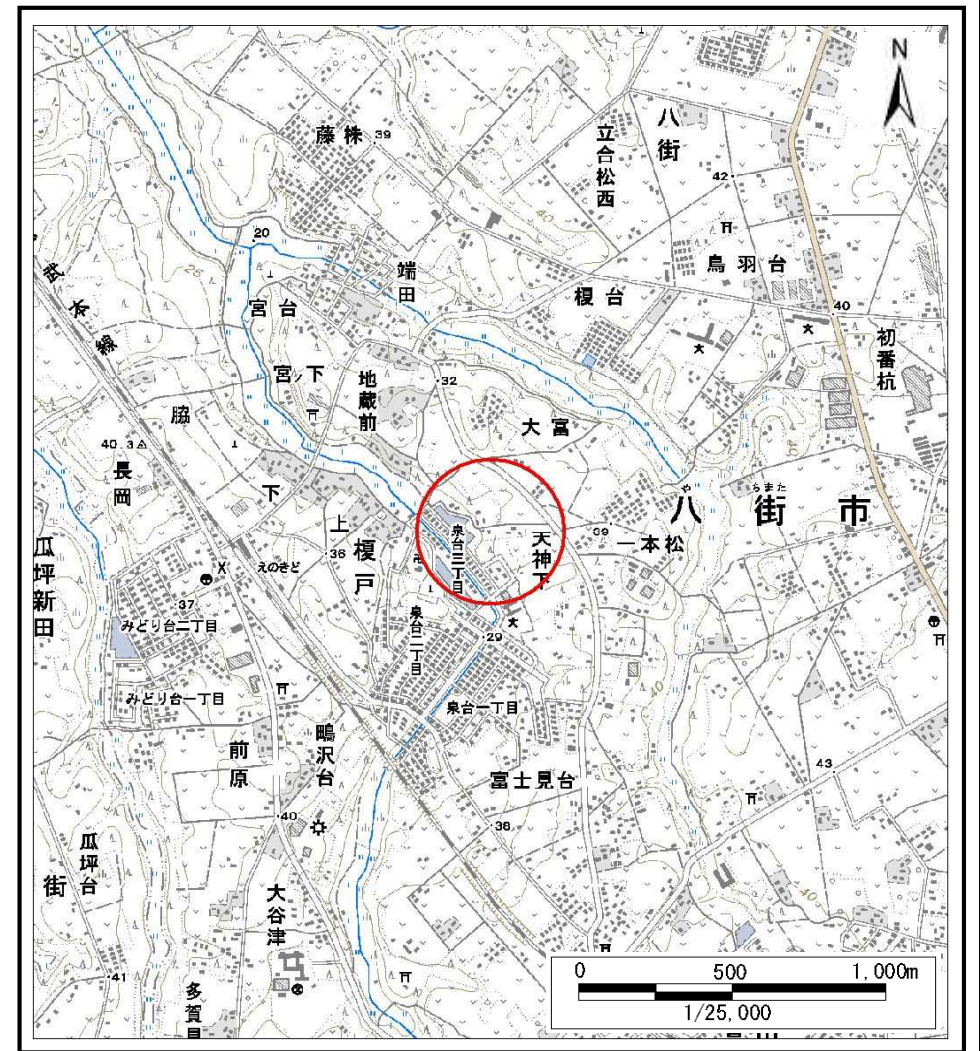 N
藤株
39
八街
立合松西
42
20
26
40
端田
鳥羽台
榎台
宮台
40
武本線
初番杭
宮ノ下
地蔵前
32
大富
脇
40.3
長岡
下
上
36
榎戸
えのきど
泉台三丁目
天神下
39
一本松
八街市
ちまた
瓜坪新田
37
みどり台二丁目
泉台二丁目
29
みどり台一丁目
泉台一丁目
前原
鴫沢台
富士見台
40
43
40
38
瓜坪台
街
大谷津
41
多賀
40
0 500 1,000m
1/25,000